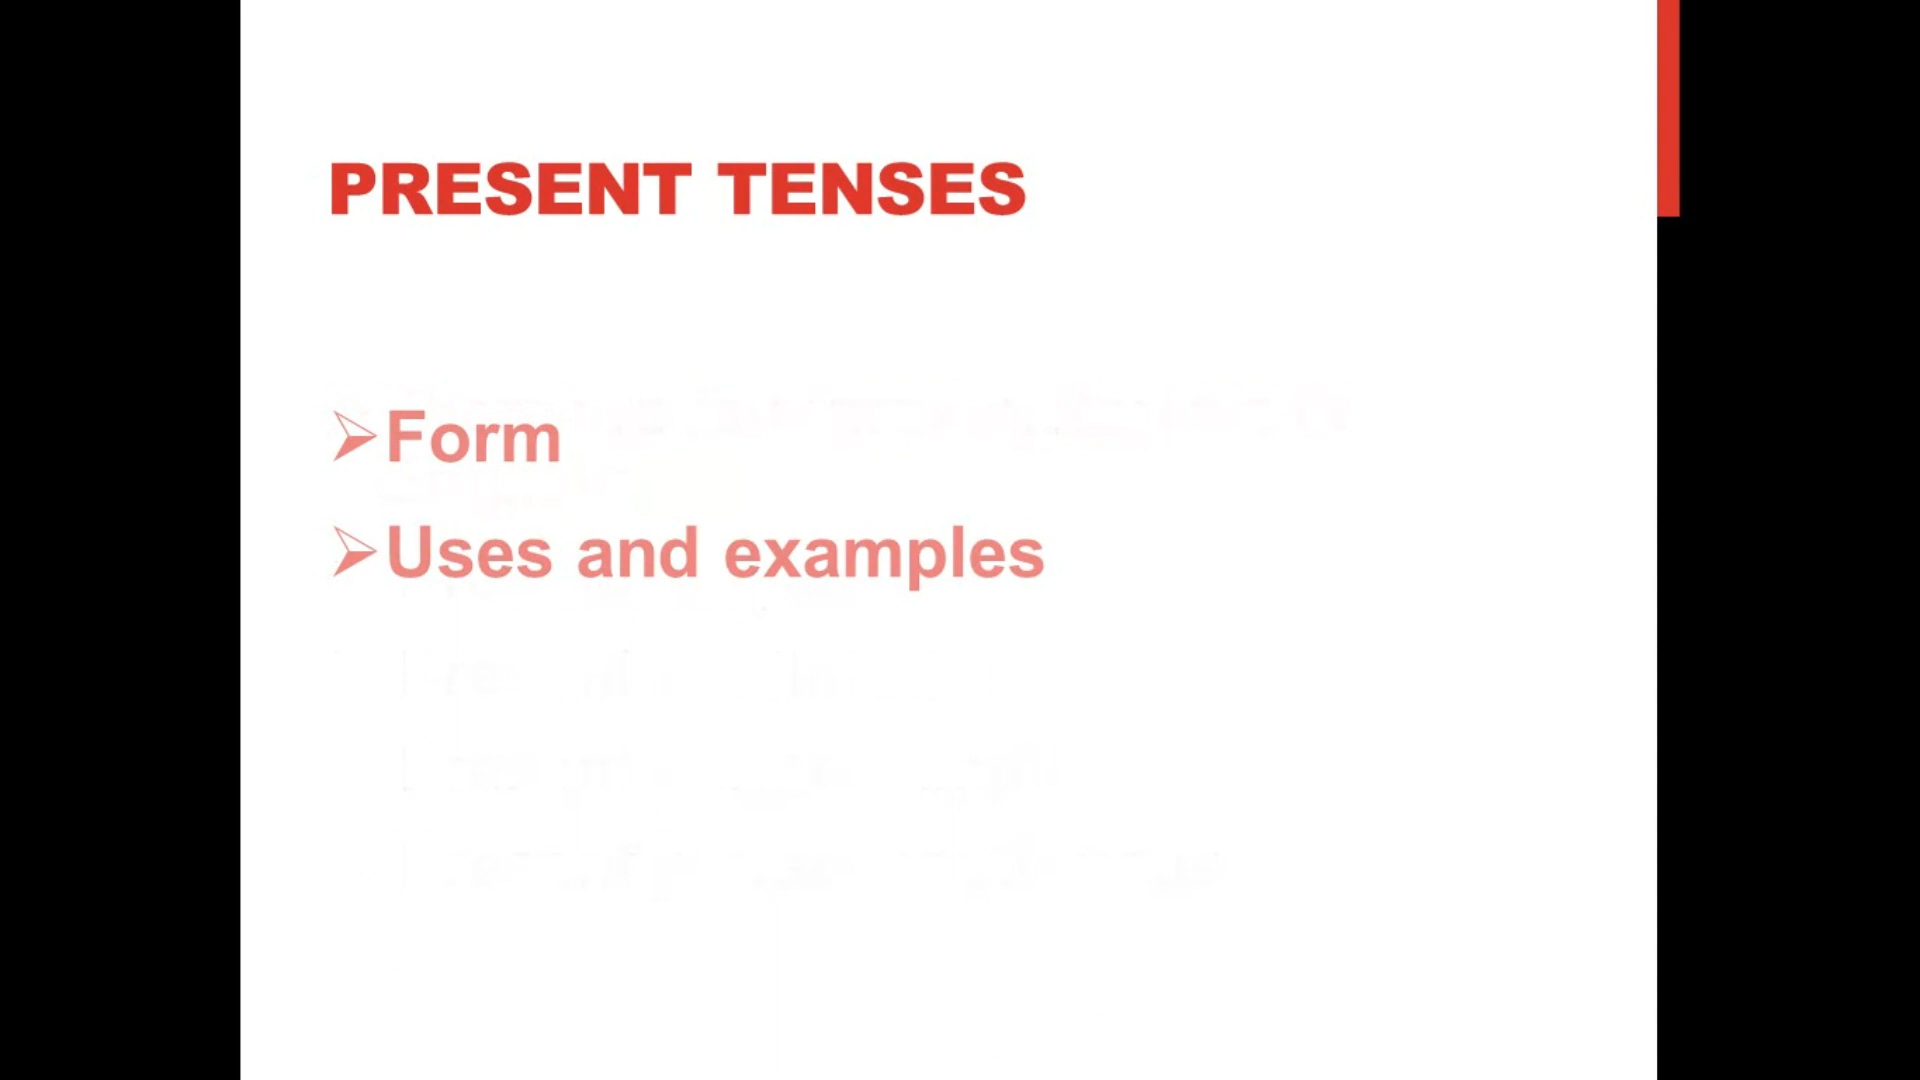 PRESENT TENSES
➢Form
➢Uses and examples